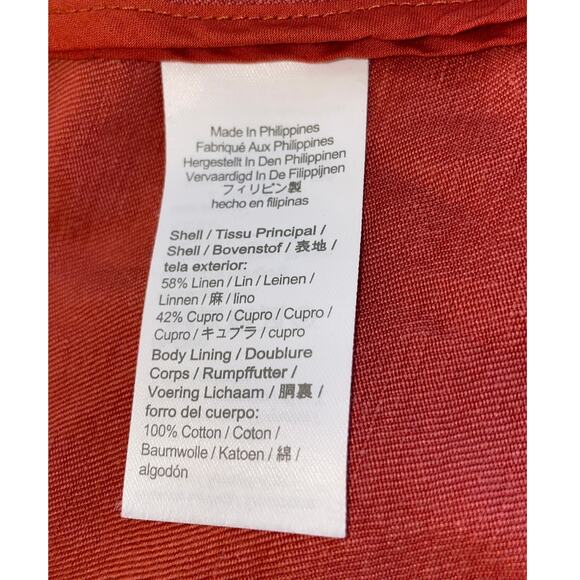 Made In Philippines
Fabriqué Aux Philippines
Hergestellt In Den Philippinen
Vervaardigd In De Filippijnen
フィリピン製
hecho en filipinas
Shell / Tissu Principal /
Shell / Bovenstof / 表地 /
tela exterior:
58% Linen / Lin / Leinen /
Linnen / 麻 / lino
42% Cupro / Cupro / Cupro /
Cupro / キュプラ / cupro
Body Lining / Doublure
Corps / Rumpffutter /
Voering Lichaam / 胴裏 /
forro del cuerpo:
100% Cotton / Coton /
Baumwolle / Katoen / 綿 /
algodón